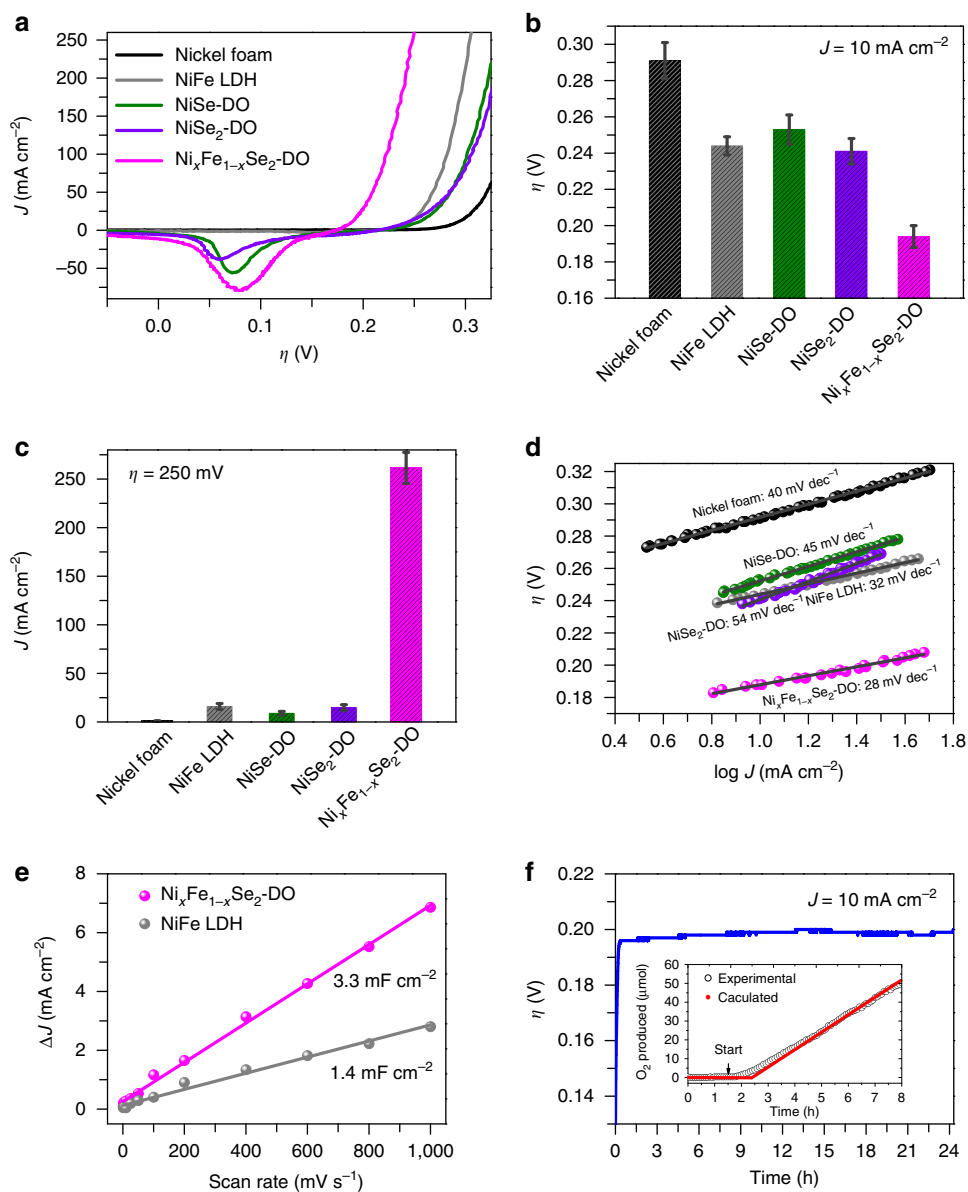 a
250
200
150
100
50
0
−50
J (mA cm−2)
Nickel foam
NiFe LDH
NiSe-DO
NiSe2-DO
NixFe1−xSe2-DO
0.0 0.1 0.2 0.3
η (V)
b
J = 10 mA cm−2
0.30
0.28
0.26
0.24
0.22
0.20
0.18
0.16
η (V)
Nickel foam
NiFe LDH
NiSe-DO
NiSe2-DO
NixFe1−xSe2-DO
c
η = 250 mV
250
200
150
100
50
25
0
J (mA cm−2)
Nickel foam
NiFe LDH
NiSe-DO
NiSe2-DO
NixFe1−xSe2-DO
d
0.32
0.30
0.28
0.26
0.24
0.20
0.18
η (V)
Nickel foam: 40 mV dec−1
NiSe-DO: 45 mV dec−1
NiFe LDH: 32 mV dec−1
NiSe2-DO: 54 mV dec−1
NixFe1−xSe2-DO: 28 mV dec−1
0.4 0.6 0.8 1.0 1.2 1.4 1.6 1.8
log J (mA cm−2)
e
8
6
4
2
0
ΔJ (mA cm−2)
NixFe1−xSe2-DO
NiFe LDH
3.3 mF cm−2
1.4 mF cm−2
0 200 400 600 800 1,000
Scan rate (mV s−1)
f
J = 10 mA cm−2
0.22
0.20
0.18
0.16
0.14
η (V)
60
50
40
30
20
10
0
O2 produced (μmol)
Experimental
Caculated
Start
0 1 2 3 4 5 6 7 8
Time (h)
0 3 6 9 12 15 18 21 24
Time (h)